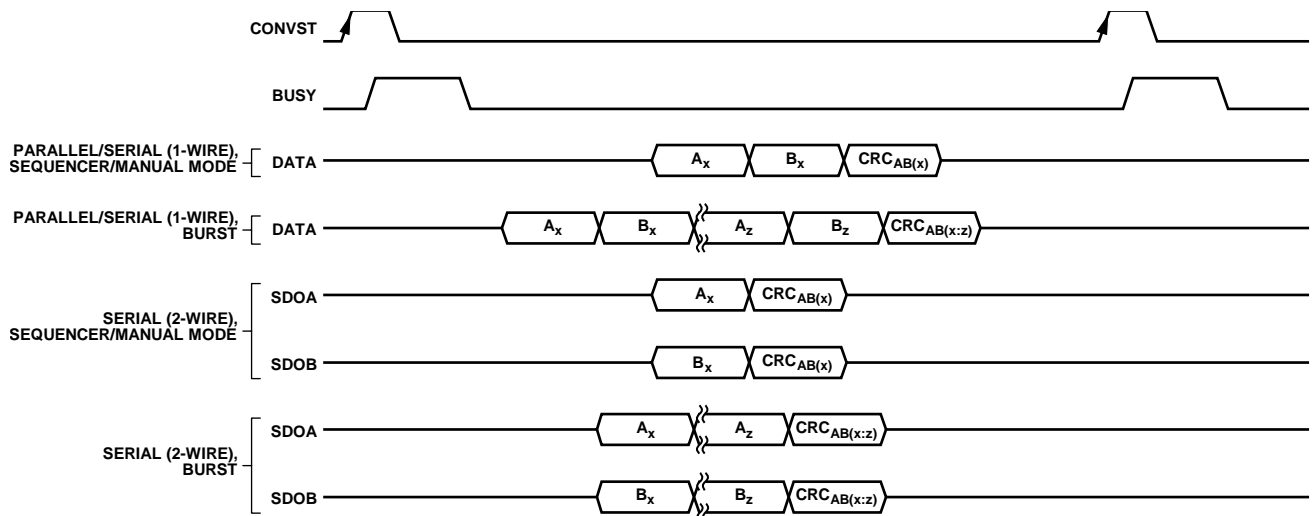 CONVST
BUSY
PARALLEL/SERIAL (1-WIRE),
SEQUENCER/MANUAL MODE
DATA
Ax Bx CRCAB(x)
PARALLEL/SERIAL (1-WIRE),
BURST
DATA
Ax Bx Az Bz CRCAB(x:z)
SERIAL (2-WIRE),
SEQUENCER/MANUAL MODE
SDOA
Ax CRCAB(x)
SDOB
Bx CRCAB(x)
SERIAL (2-WIRE),
BURST
SDOA
Ax Az CRCAB(x:z)
SDOB
Bx Bz CRCAB(x:z)